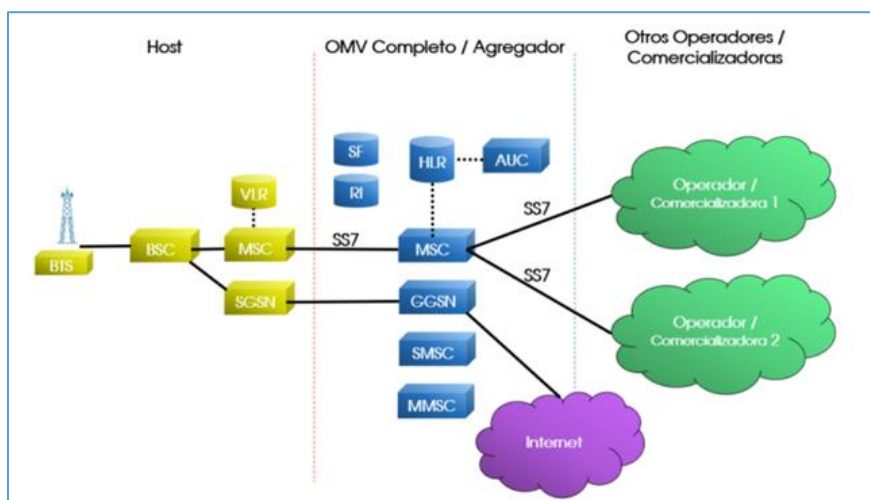 Host
OMV Completo / Agregador
Otros Operadores /
Comercializadoras
SF
HLR
AUC
VLR
RI
Operador /
Comercializadora 1
SS7
BTS
BSC
MSC
SS7
MSC
SS7
SGSN
GGSN
Operador /
Comercializadora 2
SMSC
MMSC
Internet